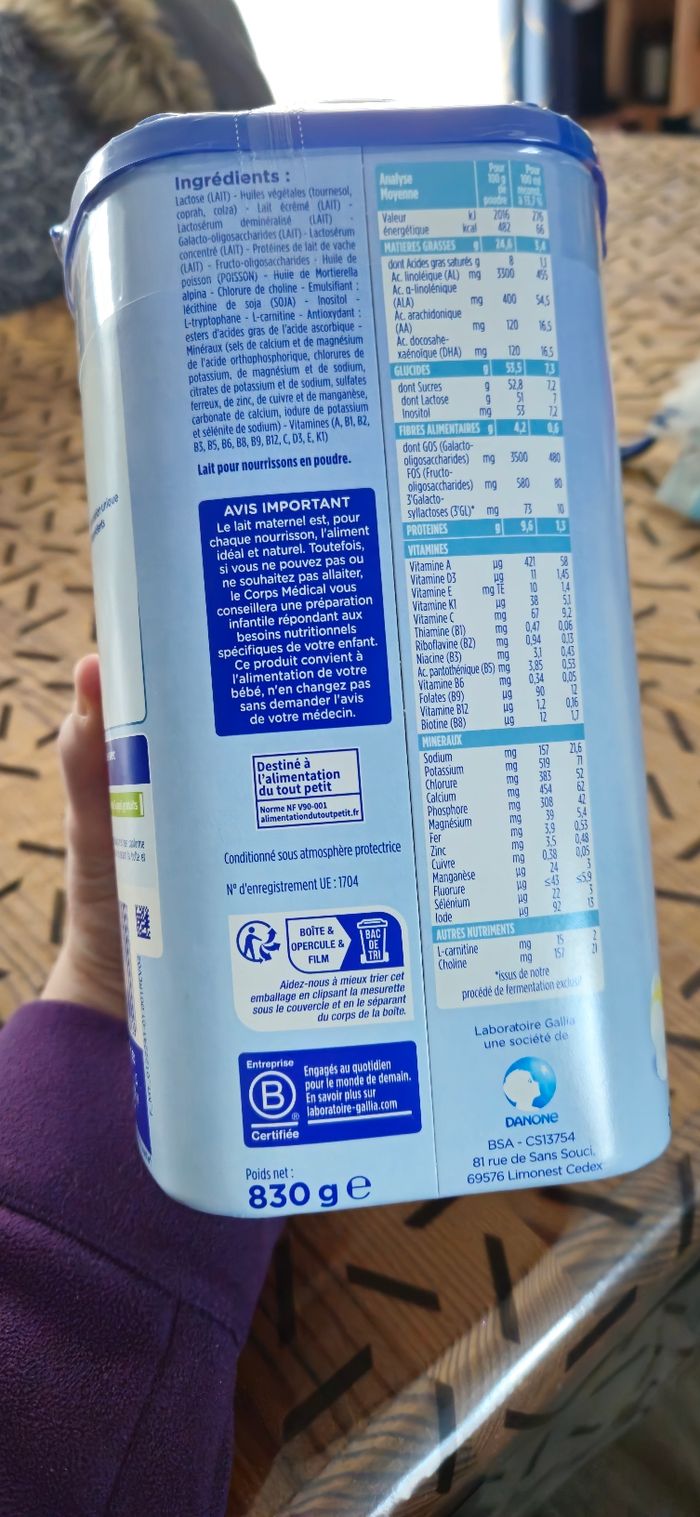 Ingrédients :
Lactose (LAIT) - Huiles végétales (tournesol,
coprah, colza) - Lait écrémé (LAIT) -
Lactosérum déminéralisé (LAIT) -
Galacto-oligosaccharides (LAIT) - Lactosérum
concentré (LAIT) - Protéines de lait de vache
(LAIT) - Fructo-oligosaccharides - Huile de
poisson (POISSON) - Huile de Mortierella
alpina - Chlorure de choline - Emulsifiant :
lécithine de soja (SOJA) - Inositol -
L-tryptophane - L-carnitine - Antioxydant :
esters d'acides gras de l'acide ascorbique -
Minéraux (sels de calcium et de magnésium
de l'acide orthophosphorique, chlorures de
potassium, de magnésium et de sodium,
citrates de potassium et de sodium, sulfates
ferreux, de zinc, de cuivre et de manganèse,
carbonate de calcium, iodure de potassium
et sélénite de sodium) - Vitamines (A, B1, B2,
B3, B5, B6, B8, B9, B12, C, D3, E, K1)
Lait pour nourrissons en poudre.
AVIS IMPORTANT
Le lait maternel est, pour
chaque nourrisson, l'aliment
idéal et naturel. Toutefois,
si vous ne pouvez pas ou
ne souhaitez pas allaiter,
le Corps Médical vous
conseillera une préparation
infantile répondant aux
besoins nutritionnels
spécifiques de votre enfant.
Ce produit convient à
l'alimentation de votre
bébé, n'en changez pas
sans demander l'avis
de votre médecin.
Destiné à
l'alimentation
du tout petit
Norme NF V90-001
alimentationdutoutpetit.fr
Conditionné sous atmosphère protectrice
N° d'enregistrement UE : 1704
BOÎTE &
OPERCULE &
FILM
BAC
DE
TRI
Aidez-nous à mieux trier cet
emballage en clipsant la mesurette
sous le couvercle et en le séparant
du corps de la boîte.
Entreprise
B
®
Certifiée
Engagés au quotidien
pour le monde de demain.
En savoir plus sur
laboratoire-gallia.com
Poids net :
830 g e
Analyse Moyenne Pour 100 g de poudre Pour 100 ml reconst. à 13,7%
Valeur kJ 2016 276
énergétique kcal 482 66
MATIERES GRASSES g 24,6 3,4
dont Acides gras saturés g 8 1,1
Ac. linoléique (AL) mg 3300 455
Ac. α-linolénique
(ALA) mg 400 54,5
Ac. arachidonique
(AA) mg 120 16,5
Ac. docosahe-
xaénoïque (DHA) mg 120 16,5
GLUCIDES g 53,5 7,3
dont Sucres g 52,8 7,2
dont Lactose g 51 7
Inositol mg 53 7,2
FIBRES ALIMENTAIRES g 4,2 0,6
dont GOS (Galacto-
oligosaccharides) mg 3500 480
FOS (Fructo-
oligosaccharides) mg 580 80
3'Galacto-
syllactoses (3'GL)* mg 73 10
PROTEINES g 9,6 1,3
VITAMINES
Vitamine A µg 421 58
Vitamine D3 µg 11 1,45
Vitamine E mg TE 10 1,4
Vitamine K1 µg 38 5,1
Vitamine C mg 67 9,2
Thiamine (B1) mg 0,47 0,06
Riboflavine (B2) mg 0,94 0,13
Niacine (B3) mg 3,1 0,43
Ac. pantothénique (B5) mg 3,85 0,53
Vitamine B6 mg 0,34 0,05
Folates (B9) µg 90 12
Vitamine B12 µg 1,2 0,16
Biotine (B8) µg 12 1,7
MINERAUX
Sodium mg 157 21,6
Potassium mg 519 71
Chlorure mg 383 52
Calcium mg 454 62
Phosphore mg 308 42
Magnésium mg 39 5,4
Fer mg 3,9 0,53
Zinc mg 3,5 0,48
Cuivre mg 0,38 0,05
Manganèse µg 24 3
Fluorure µg ≤43 ≤5,9
Sélénium µg 22 3
Iode µg 92 13
AUTRES NUTRIMENTS
L-carnitine mg 15 2
Choline mg 157 21
*issus de notre
procédé de fermentation exclusif
Laboratoire Gallia
une société de
DANONE
BSA - CS13754
81 rue de Sans Souci,
69576 Limonest Cedex